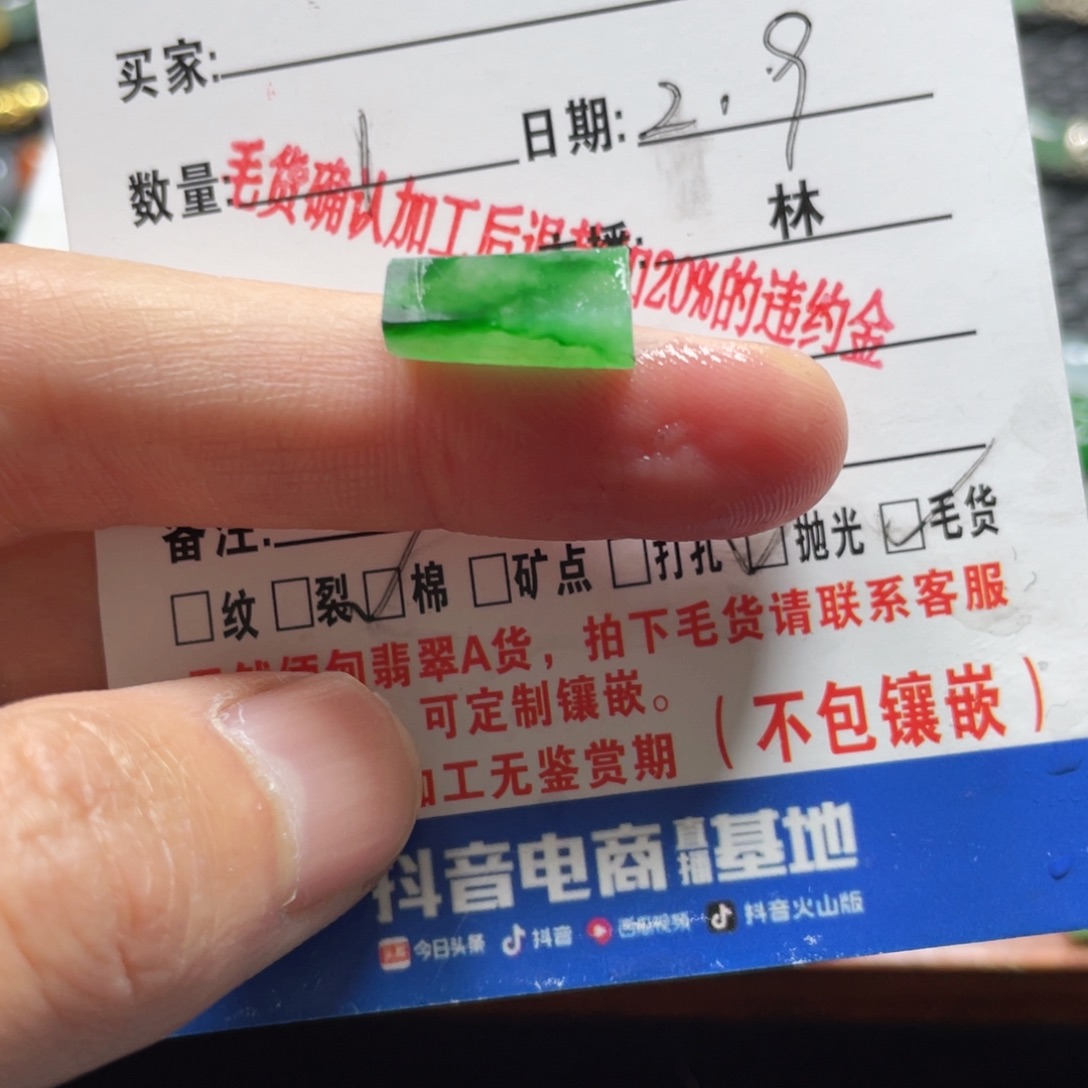 买家:
数量: 1 日期: 2.9
毛货确认加工后退 20%的违约金
林
备注:
纹 裂 棉 矿点 打孔 抛光 毛货
翡翠A货，拍下毛货请联系客服
可定制镶嵌。（不包镶嵌）
加工无鉴赏期
抖音电商直播基地
今日头条 抖音 西瓜视频 抖音火山版